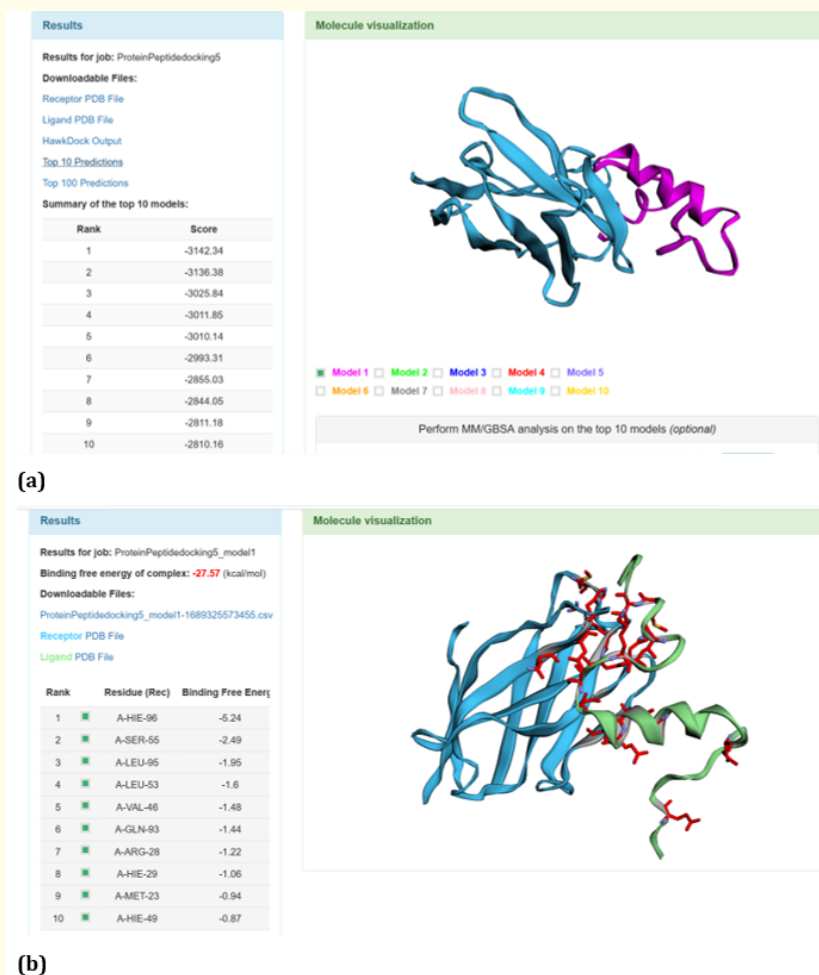 Results
Results for job: ProteinPeptidedocking5
Downloadable Files:
Receptor PDB File
Ligand PDB File
HawkDock Output
Top 10 Predictions
Top 100 Predictions
Summary of the top 10 models:
Rank Score
1 -3142.34
2 -3136.38
3 -3025.84
4 -3011.85
5 -3010.14
6 -2993.31
7 -2855.03
8 -2844.05
9 -2811.18
10 -2810.16
Molecule visualization
Model 1 Model 2 Model 3 Model 4 Model 5
Model 6 Model 7 Model 8 Model 9 Model 10
Perform MM/GBSA analysis on the top 10 models (optional)
(a)
Results
Results for job: ProteinPeptidedocking5_model1
Binding free energy of complex: -27.57 (kcal/mol)
Downloadable Files:
ProteinPeptidedocking5_model1-1689325573455.csv
Receptor PDB File
Ligand PDB File
Rank Residue (Rec) Binding Free Energ
1 A-HIE-96 -5.24
2 A-SER-55 -2.49
3 A-LEU-95 -1.95
4 A-LEU-53 -1.6
5 A-VAL-46 -1.48
6 A-GLN-93 -1.44
7 A-ARG-28 -1.22
8 A-HIE-29 -1.06
9 A-MET-23 -0.94
10 A-HIE-49 -0.87
Molecule visualization
(b)